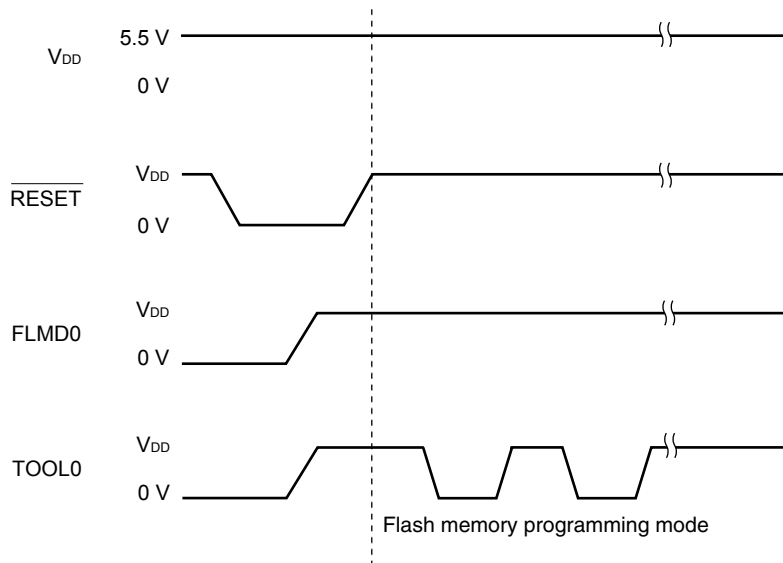 5.5 V
VDD
0 V
VDD
RESET
0 V
VDD
FLMD0
0 V
VDD
TOOL0
0 V
Flash memory programming mode